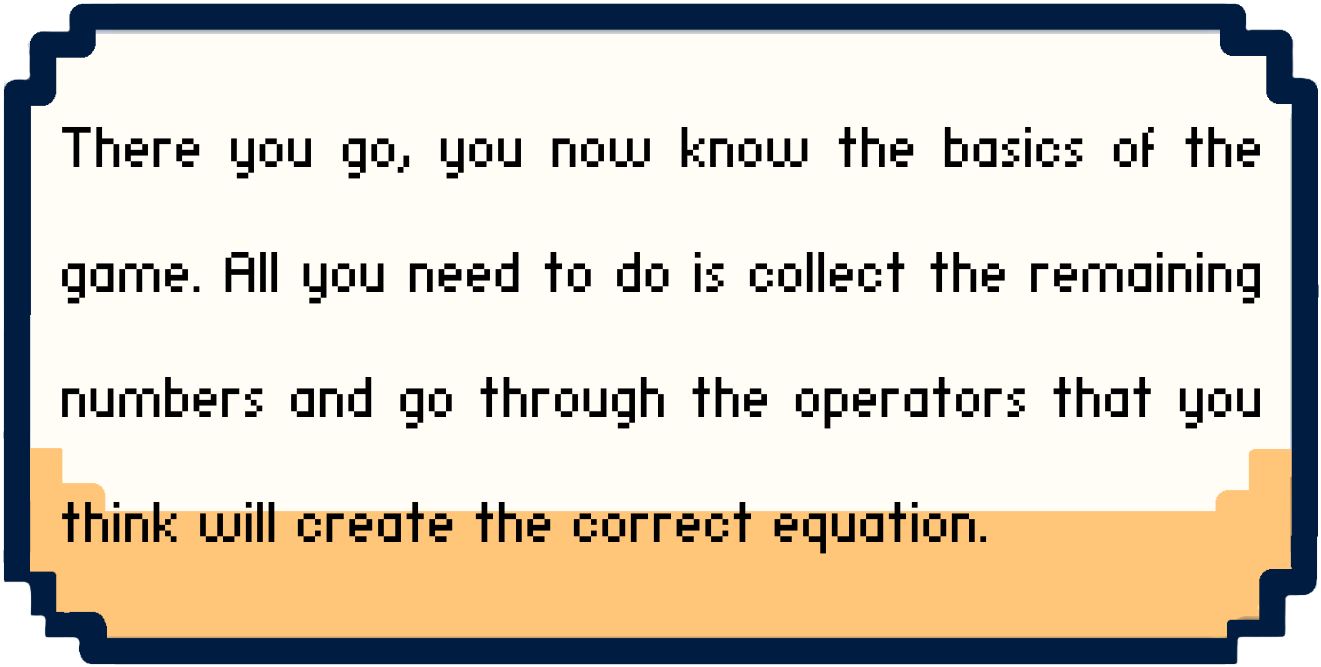 There you go, you now know the basics of the
game. All you need to do is collect the remaining
numbers and go through the operators that you
think will create the correct equation.